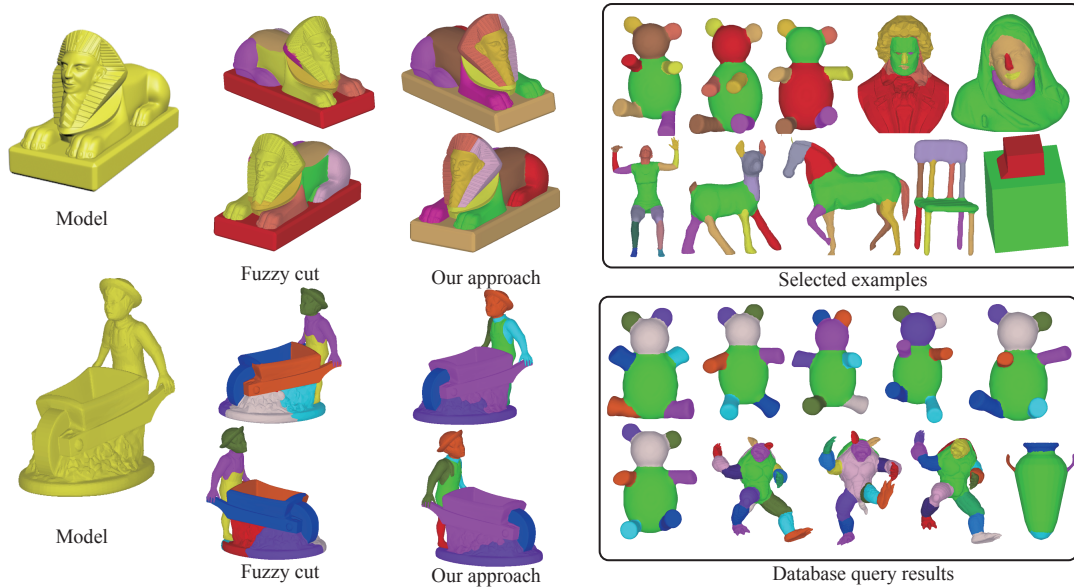 Model
Fuzzy cut
Our approach
Selected examples
Model
Fuzzy cut
Our approach
Database query results